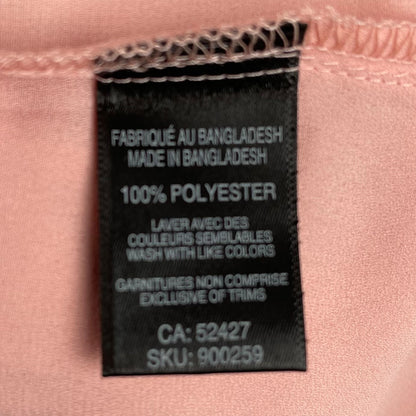 FABRIQUÉ AU BANGLADESH
MADE IN BANGLADESH
100% POLYESTER
LAVER AVEC DES
COULEURS SEMBLABLES
WASH WITH LIKE COLORS
GARNITURES NON COMPRISE
EXCLUSIVE OF TRIMS
CA: 52427
SKU: 900259